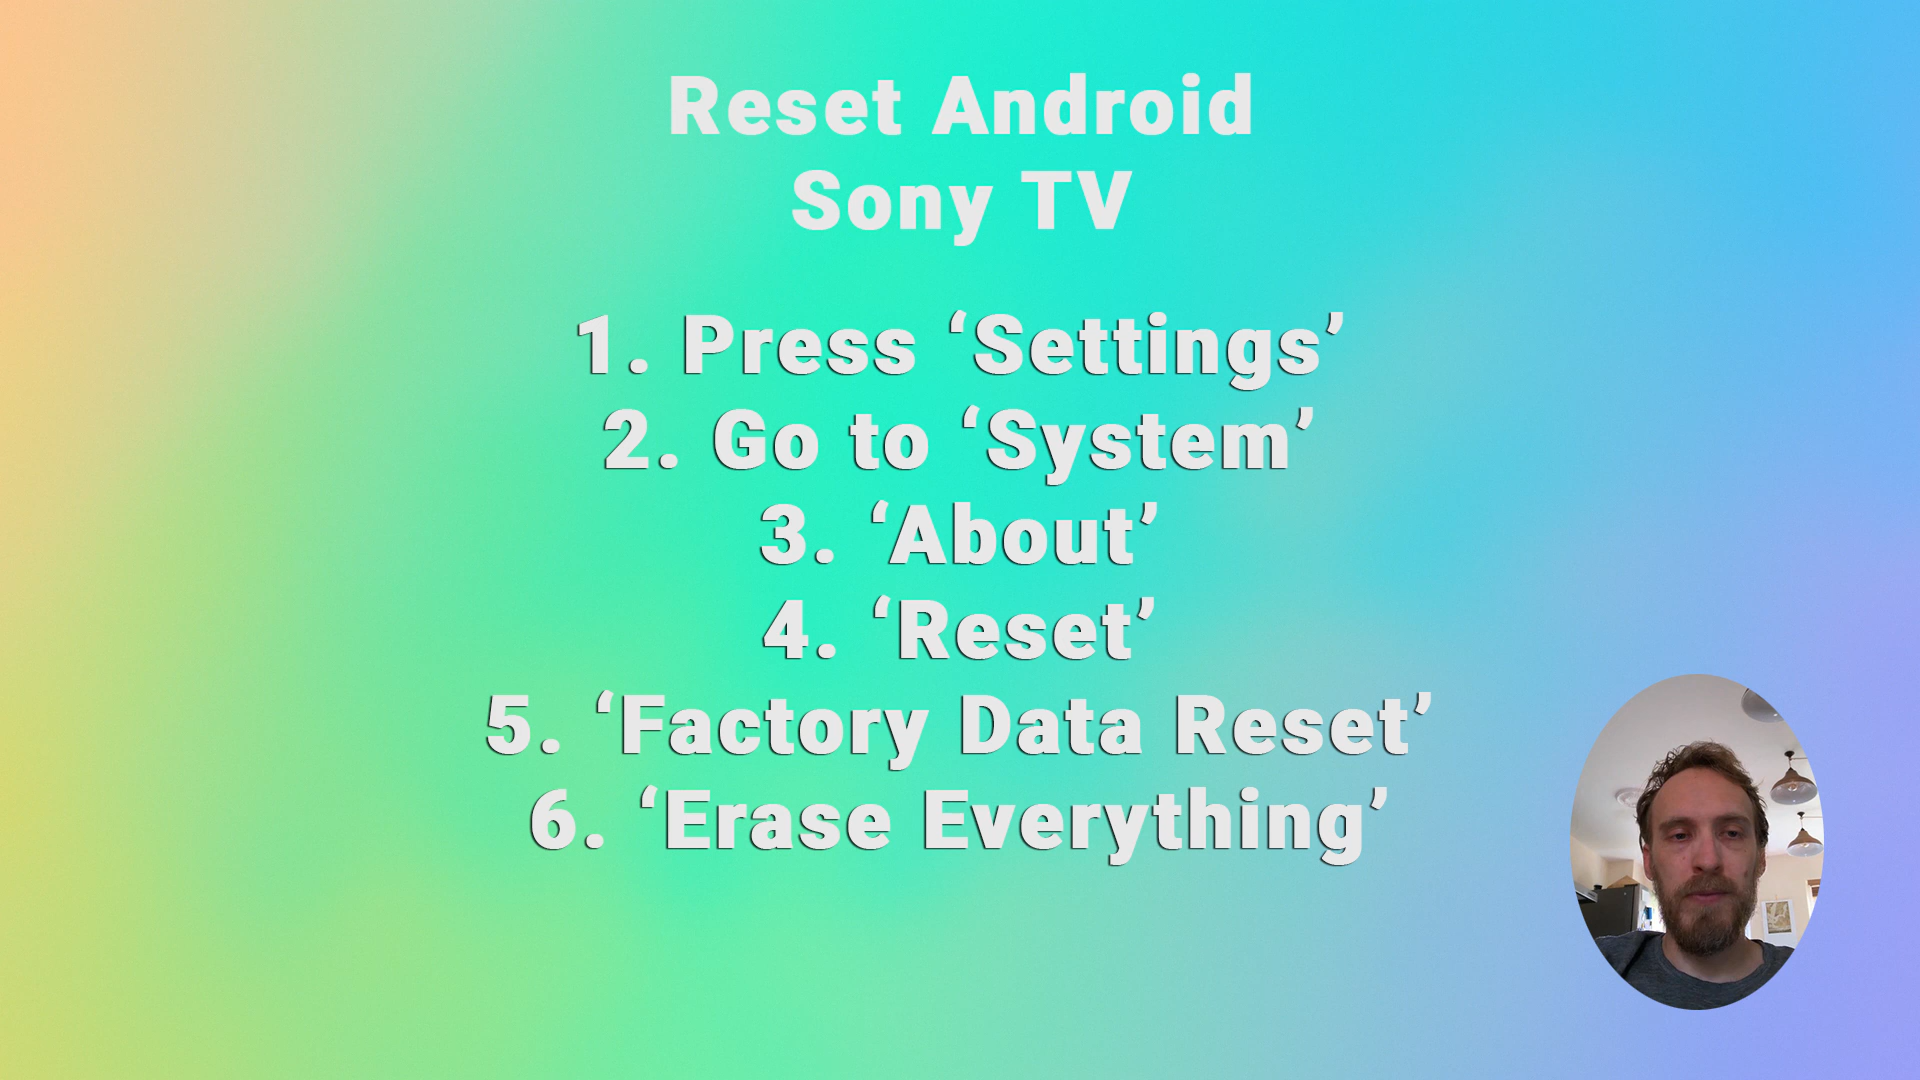 Reset Android
Sony TV
1. Press ‘Settings’
2. Go to ‘System’
3. ‘About’
4. ‘Reset’
5. ‘Factory Data Reset’
6. ‘Erase Everything’